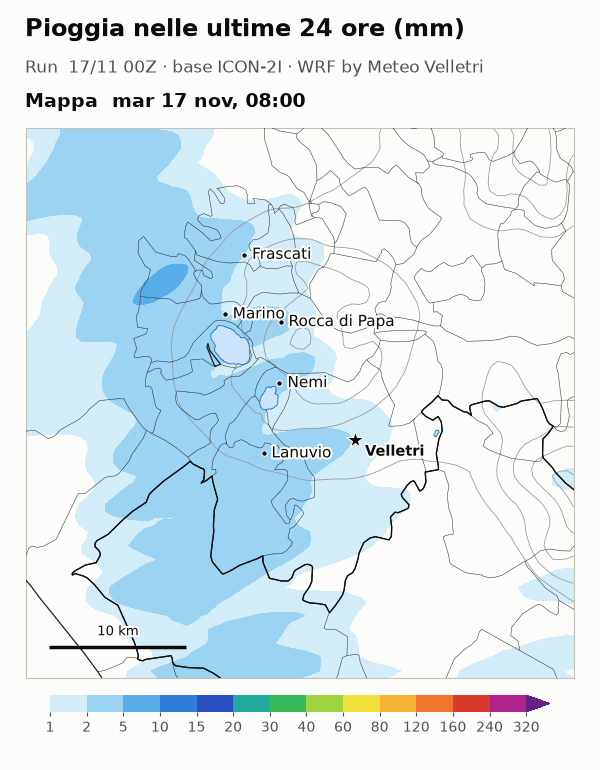 Pioggia nelle ultime 24 ore (mm)
Run  17/11 00Z · base ICON-2I · WRF by Meteo Velletri
Mappa  mar 17 nov, 08:00
Frascati
Marino
Rocca di Papa
Nemi
Velletri
Lanuvio
10 km
1 2 5 10 15 20 30 40 60 80 120 160 240 320